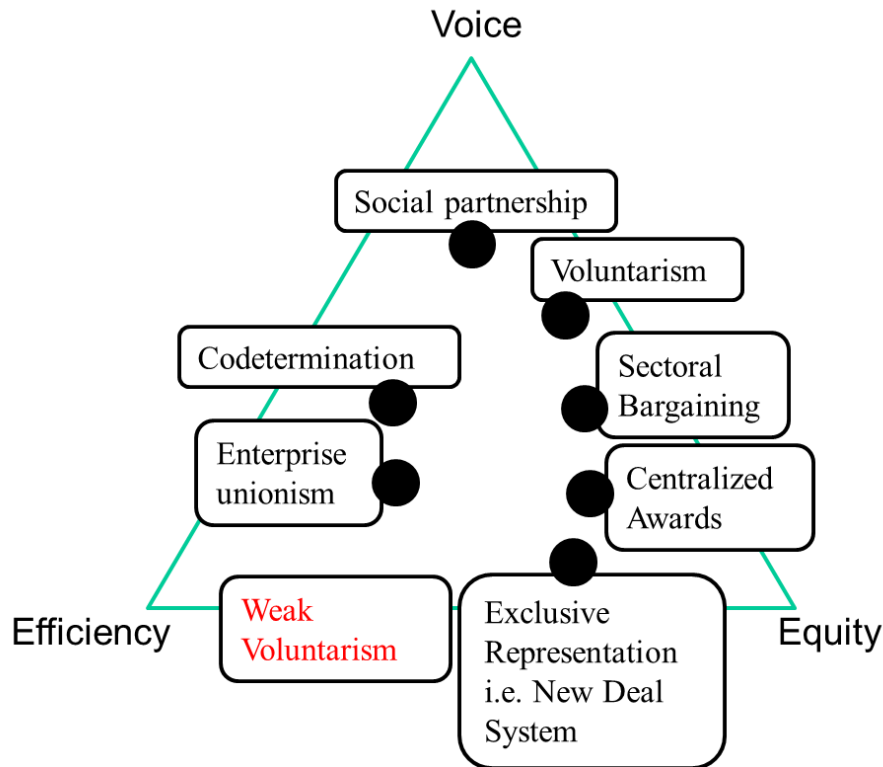 Voice
Social partnership
Voluntarism
Codetermination
Sectoral
Bargaining
Enterprise
unionism
Centralized
Awards
Efficiency
Weak
Voluntarism
Exclusive
Representation
i.e. New Deal
System
Equity